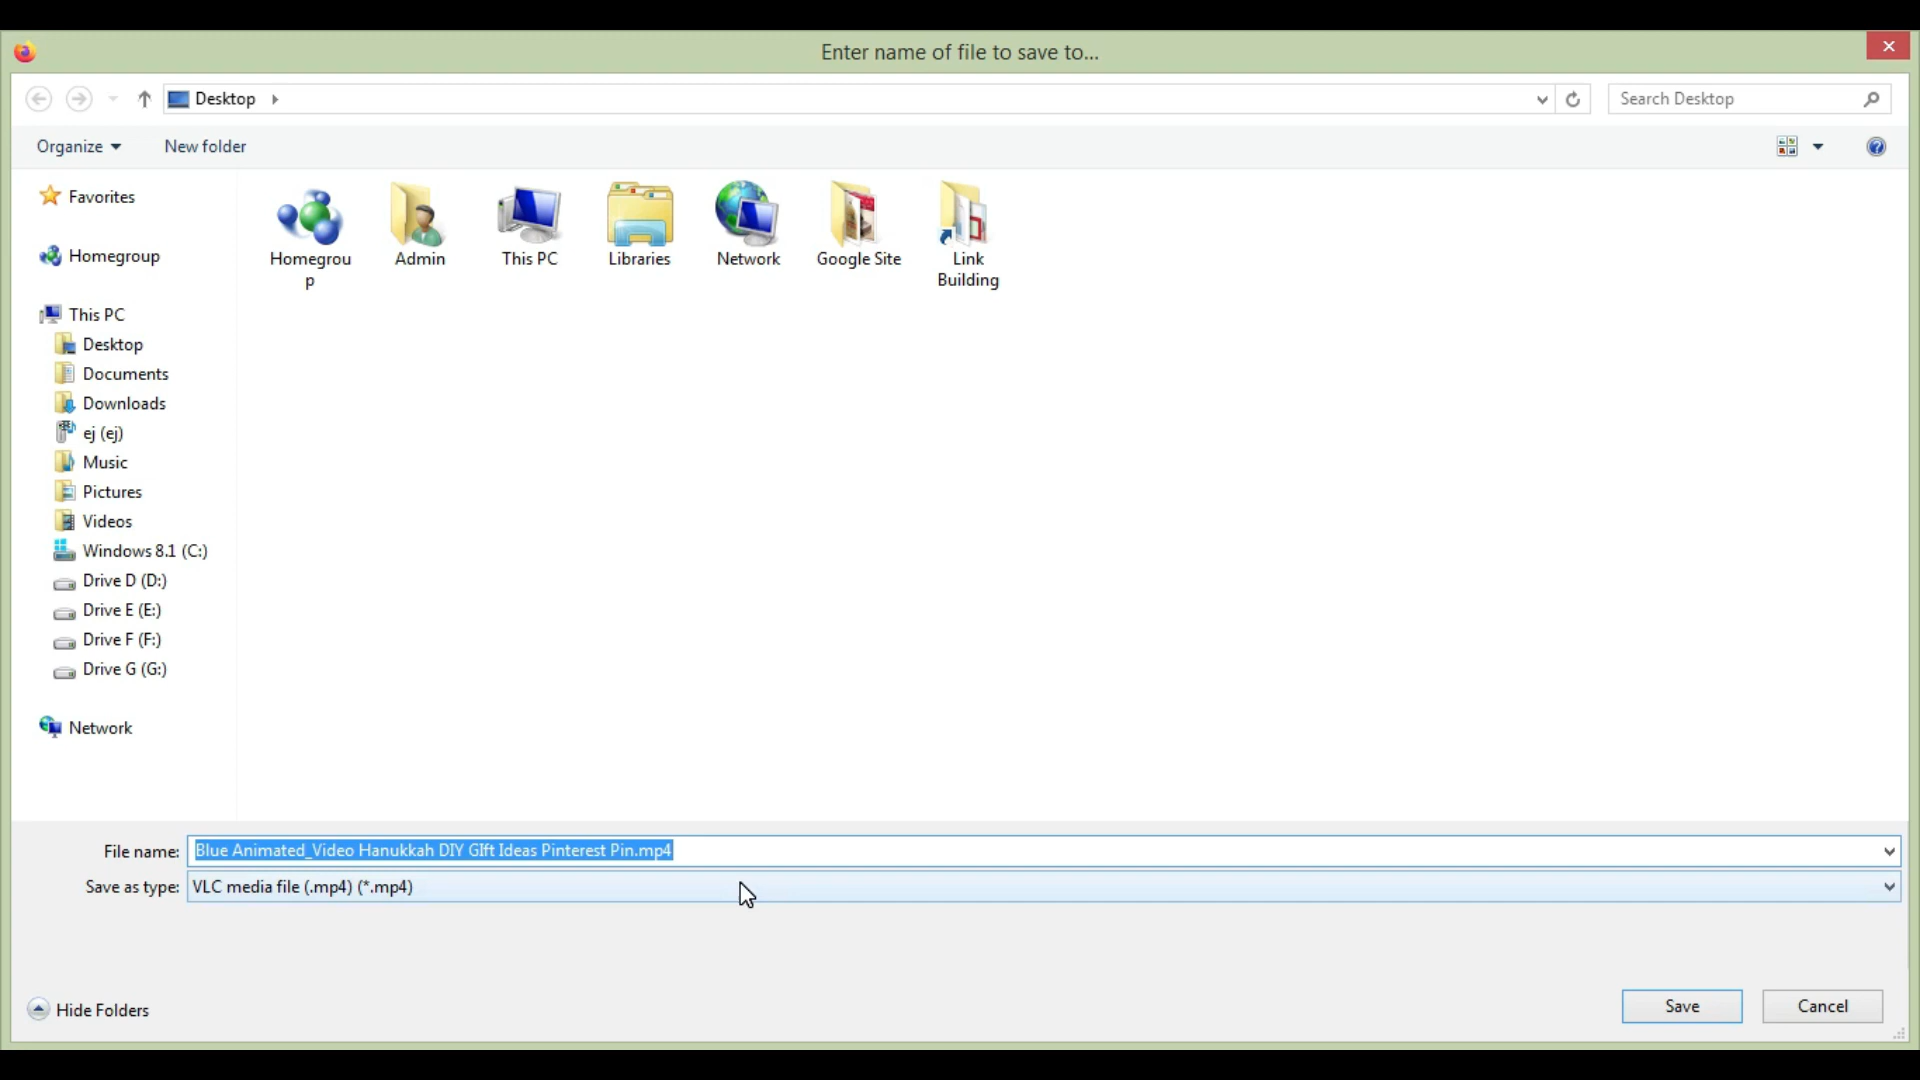 Enter name of file to save to...
Desktop
Search Desktop
Organize
New folder
Favorites
Homegroup
This PC
Desktop
Documents
Downloads
ej (ej)
Music
Pictures
Videos
Windows 8.1 (C:)
Drive D (D:)
Drive E (E:)
Drive F (F:)
Drive G (G:)
Network
Homegrou
p
Admin
This PC
Libraries
Network
Google Site
Link
Building
File name: Blue Animated_Video Hanukkah DIY GIft Ideas Pinterest Pin.mp4
Save as type: VLC media file (.mp4) (*.mp4)
Hide Folders
Save
Cancel